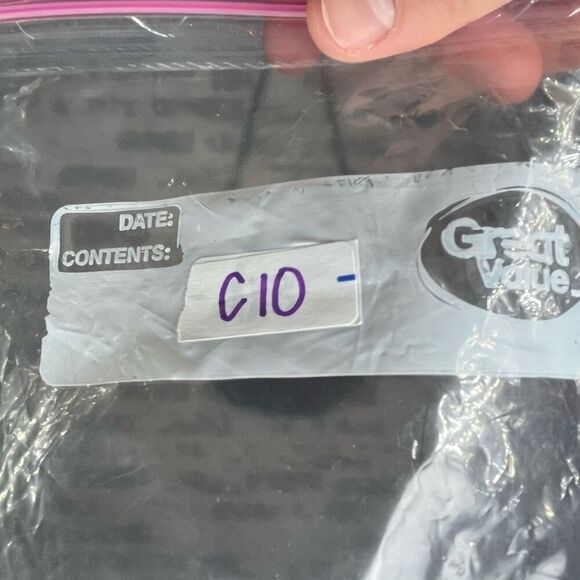 DATE:
CONTENTS:
C10
Great
Value